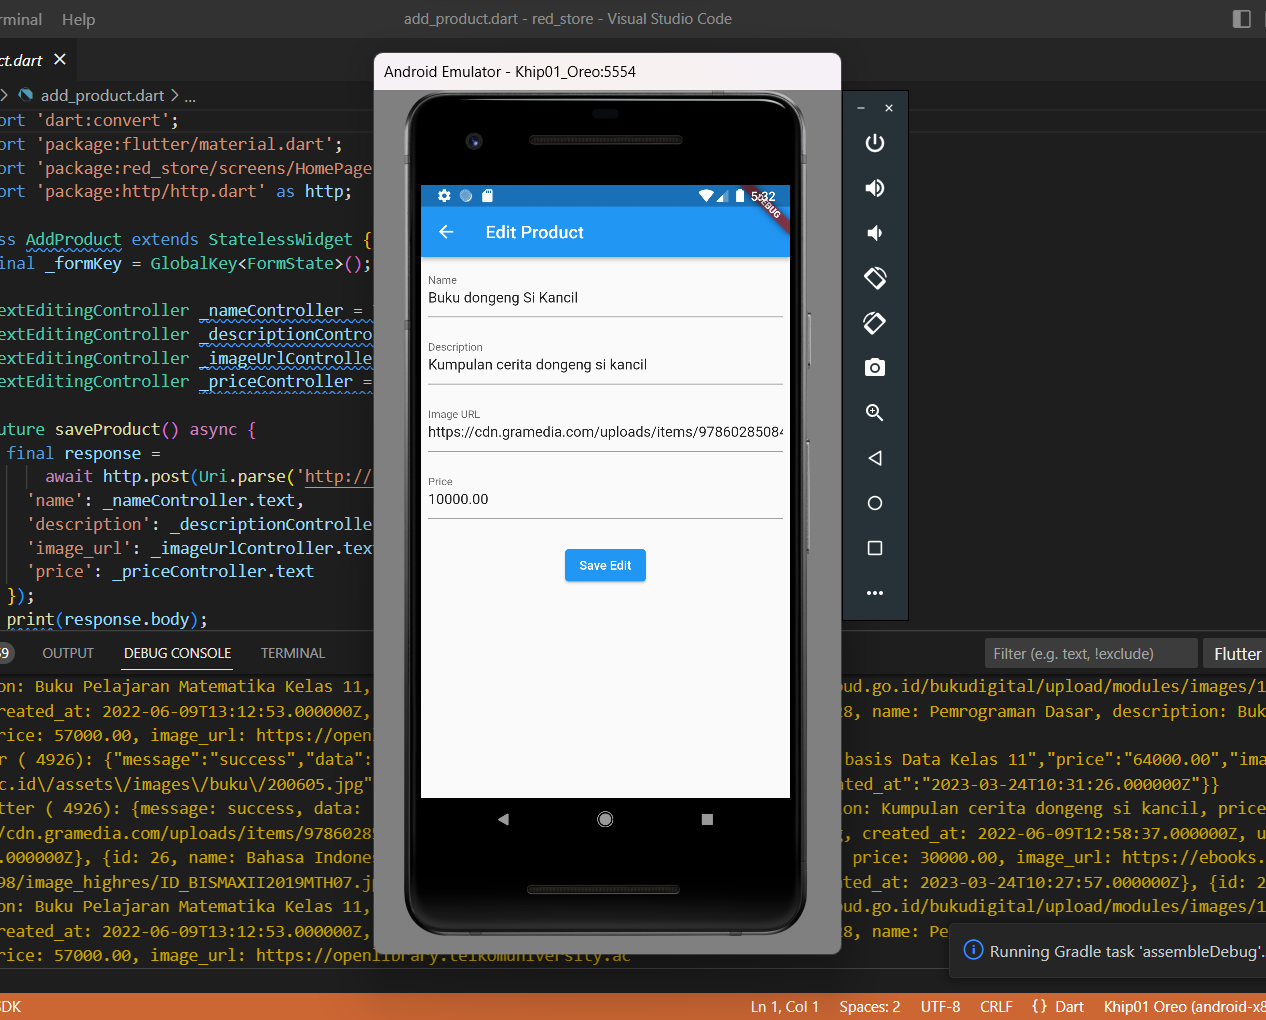 rminal Help
add_product.dart - red_store - Visual Studio Code
ct.dart
add_product.dart > ...
ort 'dart:convert';
ort 'package:flutter/material.dart';
ort 'package:red_store/screens/HomePage
ort 'package:http/http.dart' as http;
ss AddProduct extends StatelessWidget {
inal _formKey = GlobalKey<FormState>();
extEditingController _nameController =
extEditingController _descriptionContro
extEditingController _imageUrlControlle
extEditingController _priceController =
uture saveProduct() async {
final response =
await http.post(Uri.parse('http://
'name': _nameController.text,
'description': _descriptionControlle
'image_url': _imageUrlController.tex
'price': _priceController.text
});
print(response.body);
Android Emulator - Khip01_Oreo:5554
5:32
DEBUG
Edit Product
Name
Buku dongeng Si Kancil
Description
Kumpulan cerita dongeng si kancil
Image URL
https://cdn.gramedia.com/uploads/items/97860285084
Price
10000.00
Save Edit
59 OUTPUT DEBUG CONSOLE TERMINAL
Filter (e.g. text, !exclude)
Flutter
on: Buku Pelajaran Matematika Kelas 11, ud.go.id/bukudigital/upload/modules/images/1
reated_at: 2022-06-09T13:12:53.000000Z, 28, name: Pemrograman Dasar, description: Buk
rice: 57000.00, image_url: https://openl
r ( 4926): {"message":"success","data": basis Data Kelas 11","price":"64000.00","ima
c.id\/assets\/images\/buku\/200605.jpg" ated_at":"2023-03-24T10:31:26.000000Z"}}
tter ( 4926): {message: success, data: on: Kumpulan cerita dongeng si kancil, price
/cdn.gramedia.com/uploads/items/9786028 g, created_at: 2022-06-09T12:58:37.000000Z, u
.000000Z}, {id: 26, name: Bahasa Indone price: 30000.00, image_url: https://ebooks.
98/image_highres/ID_BISMAXII2019MTH07.j ated_at: 2023-03-24T10:27:57.000000Z}, {id: 2
on: Buku Pelajaran Matematika Kelas 11, ud.go.id/bukudigital/upload/modules/images/1
reated_at: 2022-06-09T13:12:53.000000Z, 28, name: Pe
rice: 57000.00, image_url: https://openlibrary.telkomuniversity.ac
Running Gradle task 'assembleDebug'..
SDK
Ln 1, Col 1 Spaces: 2 UTF-8 CRLF {} Dart Khip01 Oreo (android-x8